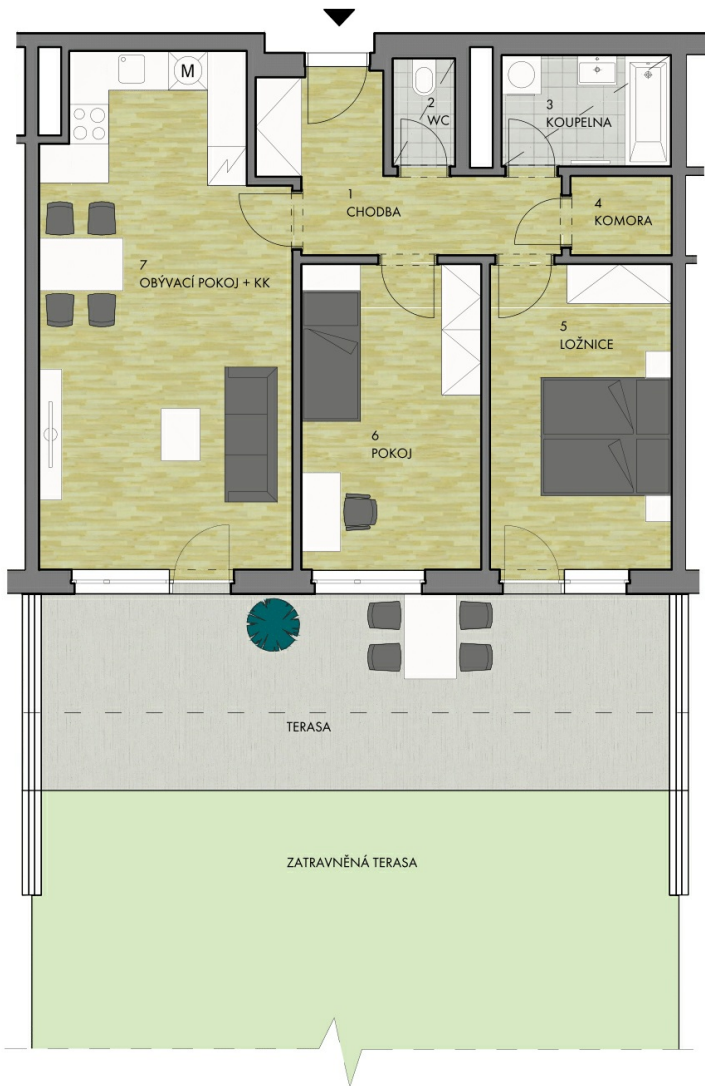 M
2
WC
3
KOUPELNA
1
CHODBA
4
KOMORA
7
OBÝVACÍ POKOJ + KK
5
LOŽNICE
6
POKOJ
TERASA
ZATRAVNĚNÁ TERASA